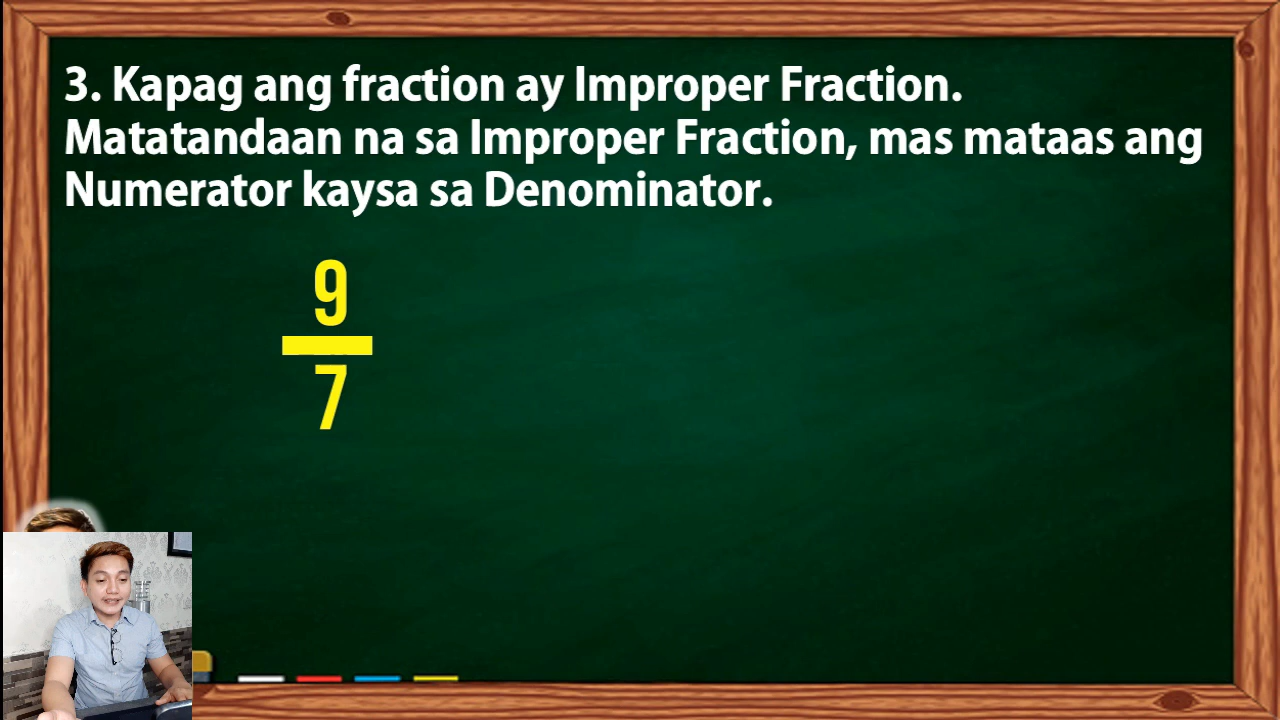 3. Kapag ang fraction ay Improper Fraction.
Matatandaan na sa Improper Fraction, mas mataas ang
Numerator kaysa sa Denominator.
9
7